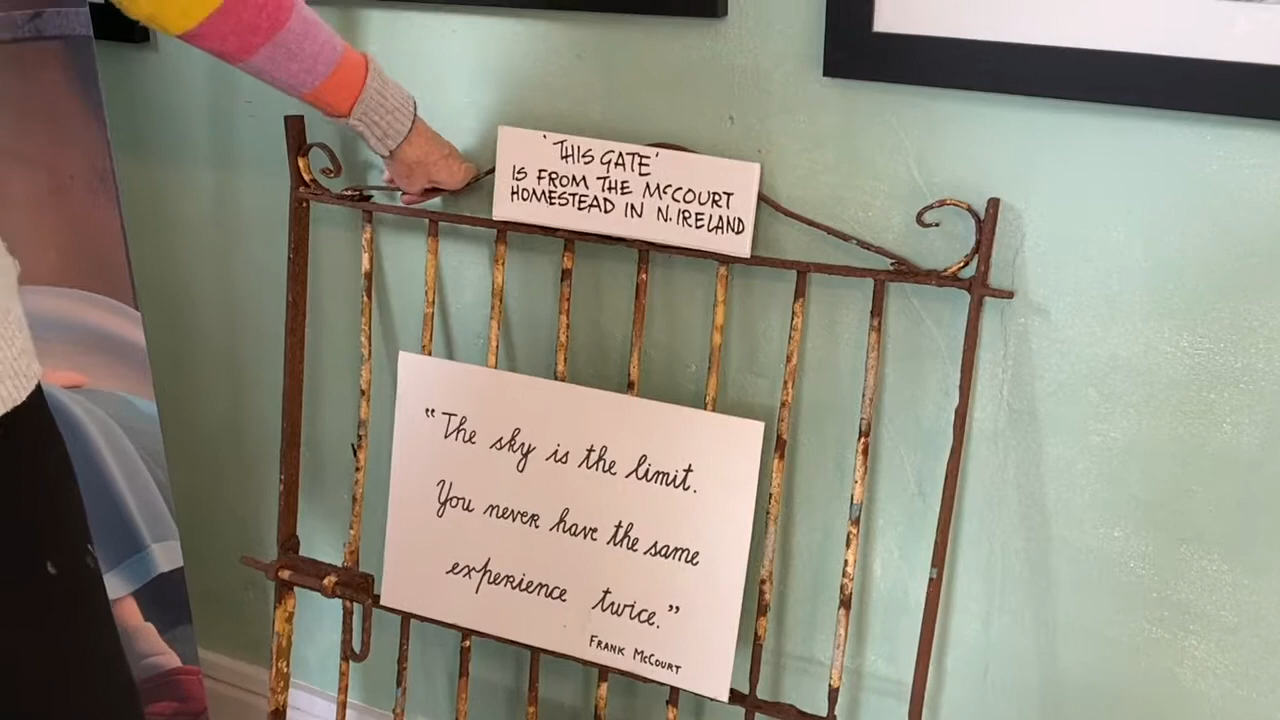 'THIS GATE'
IS FROM THE McCOURT
HOMESTEAD IN N.IRELAND
"The sky is the limit.
You never have the same
experience twice."
FRANK McCOURT